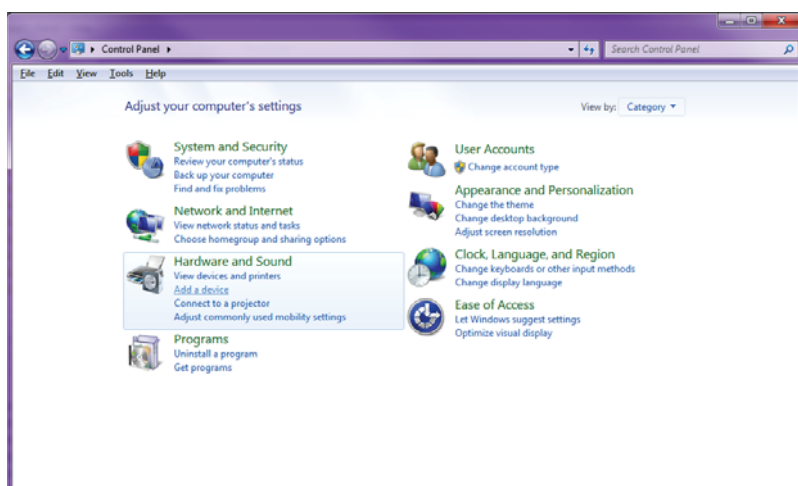 Control Panel
Search Control Panel
File Edit View Tools Help
Adjust your computer's settings
View by: Category
System and Security
Review your computer's status
Back up your computer
Find and fix problems
Network and Internet
View network status and tasks
Choose homegroup and sharing options
Hardware and Sound
View devices and printers
Add a device
Connect to a projector
Adjust commonly used mobility settings
Programs
Uninstall a program
Get programs
User Accounts
Change account type
Appearance and Personalization
Change the theme
Change desktop background
Adjust screen resolution
Clock, Language, and Region
Change keyboards or other input methods
Change display language
Ease of Access
Let Windows suggest settings
Optimize visual display